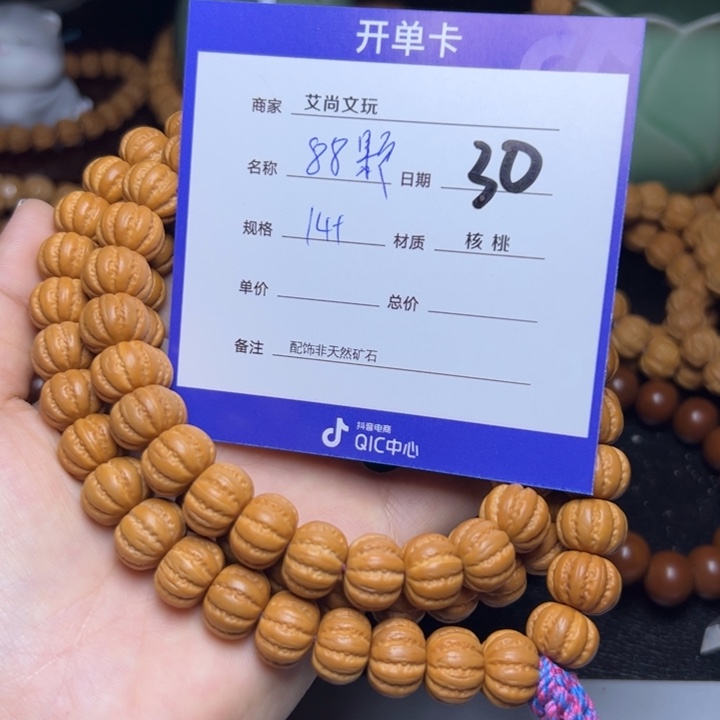 开单卡
商家 艾尚文玩
名称 88颗 日期 30
规格 14+ 材质 核桃
单价 总价
备注 配饰非天然矿石
抖音电商
QIC中心